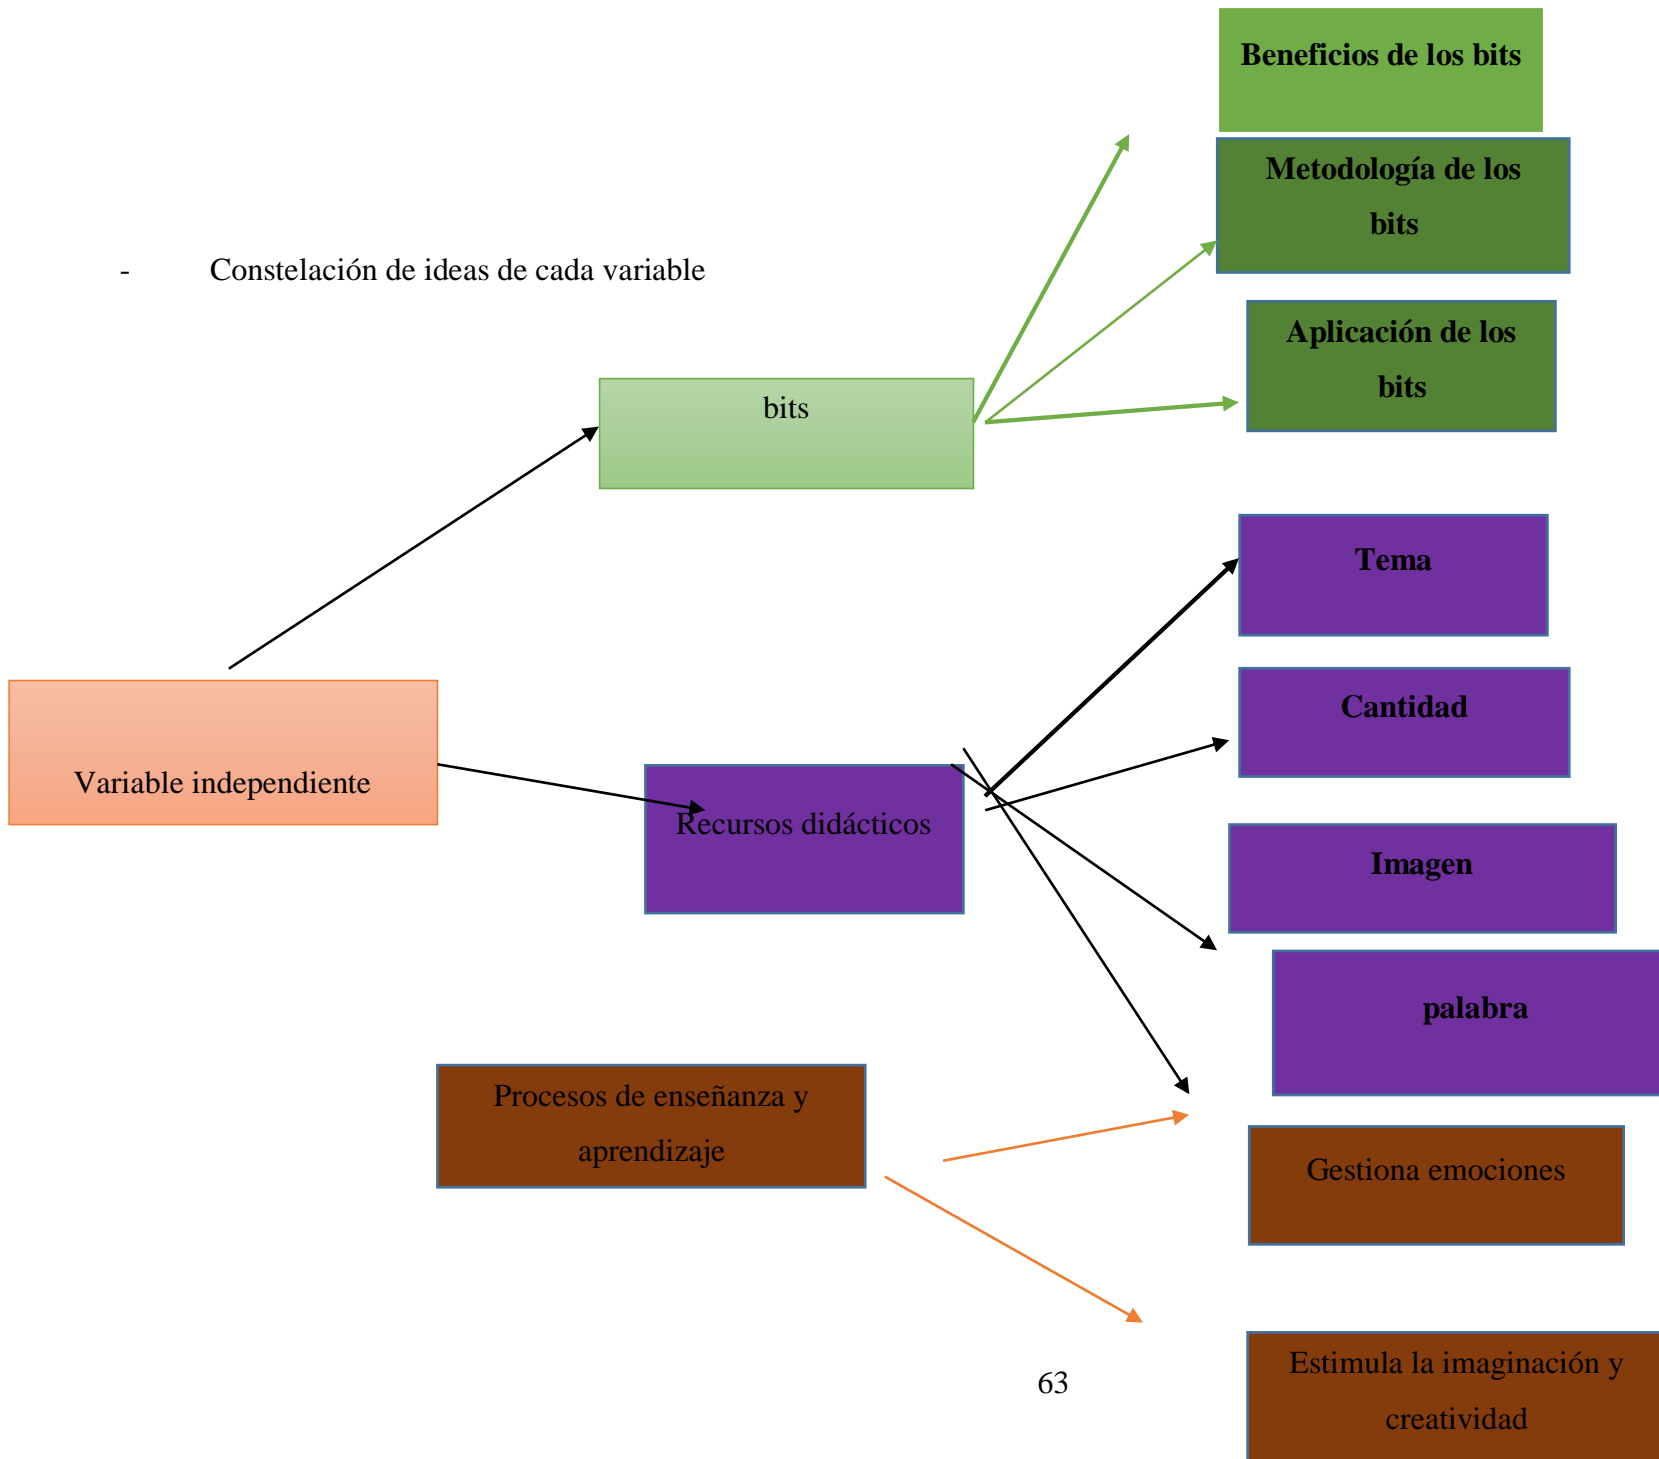 Beneficios de los bits
Metodología de los
bits
- Constelación de ideas de cada variable
Aplicación de los
bits
bits
Tema
Cantidad
Variable independiente
Recursos didácticos
Imagen
palabra
Procesos de enseñanza y
aprendizaje
Gestiona emociones
Estimula la imaginación y
creatividad
63